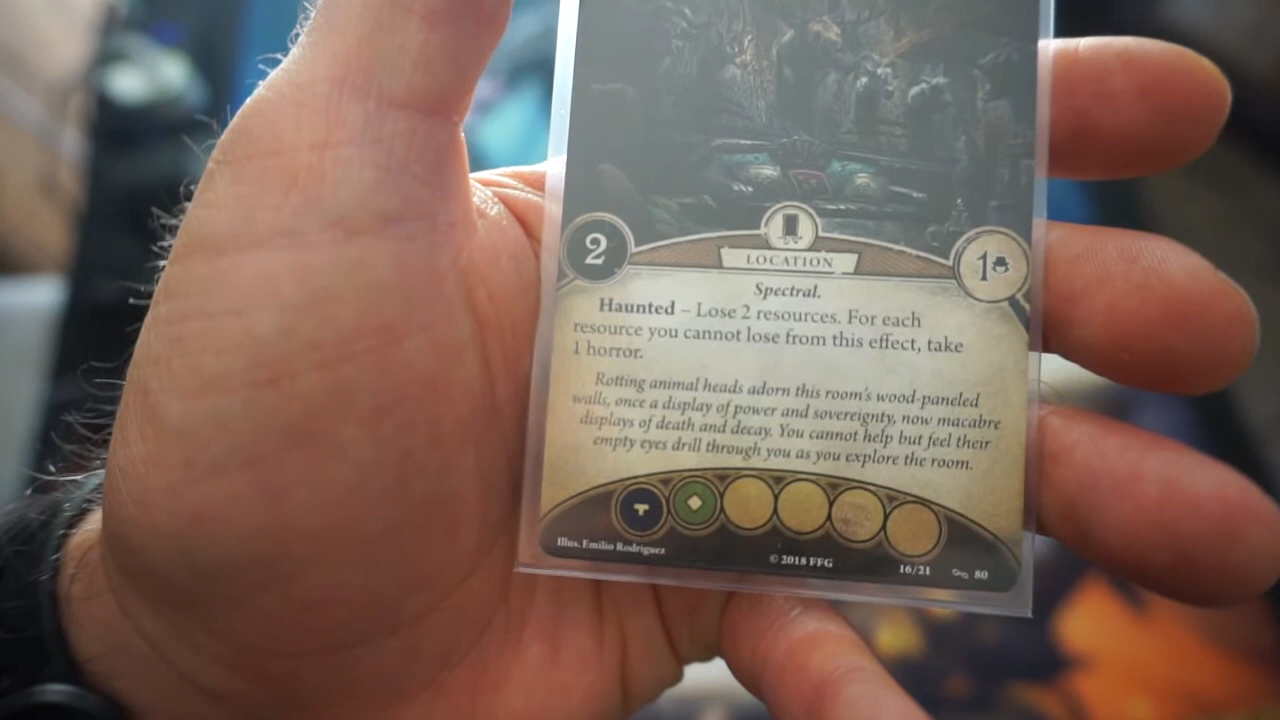 2
LOCATION
1
Spectral.
Haunted – Lose 2 resources. For each
resource you cannot lose from this effect, take
1 horror.
Rotting animal heads adorn this room's wood-paneled
walls, once a display of power and sovereignty, now macabre
displays of death and decay. You cannot help but feel their
empty eyes drill through you as you explore the room.
Illus. Emilio Rodriguez
© 2018 FFG
16/21
80